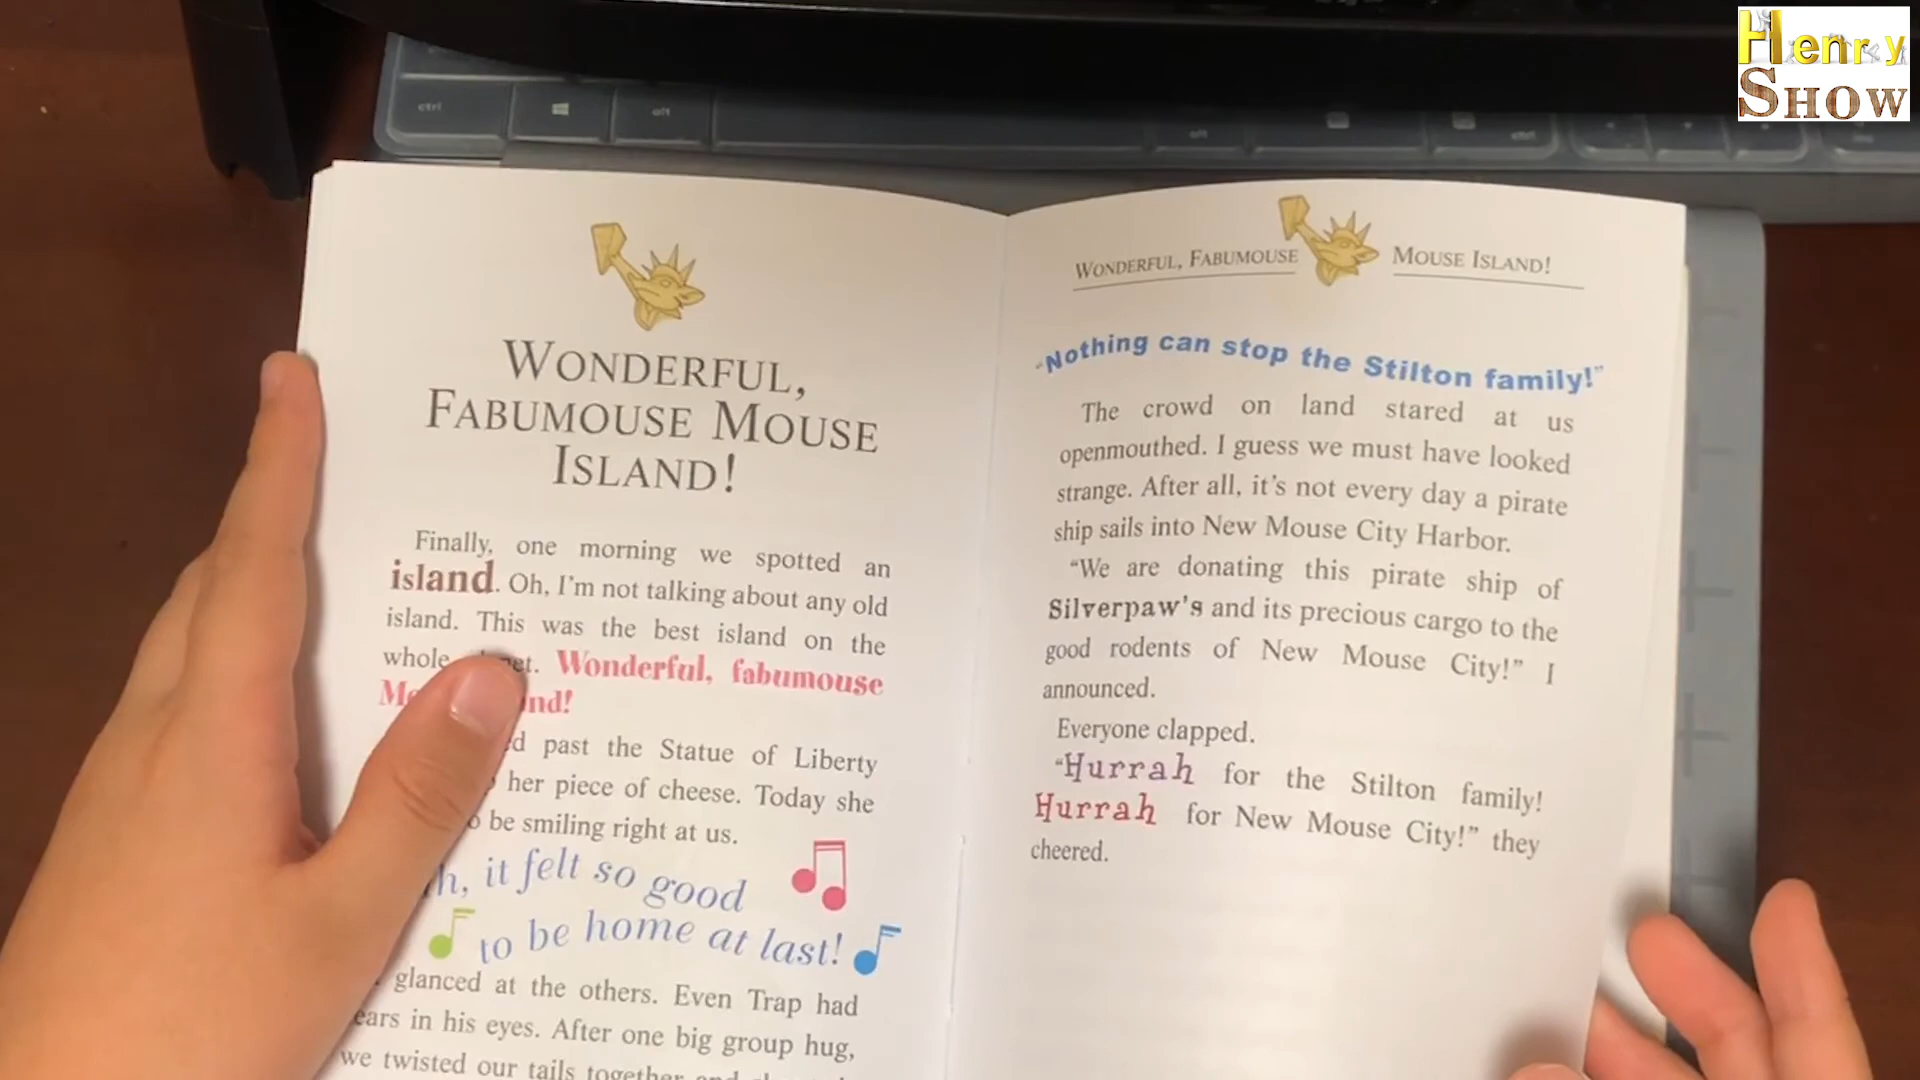 Henry
SHOW
ctrl
alt
WONDERFUL,
FABUMOUSE MOUSE
ISLAND!
Finally, one morning we spotted an
island. Oh, I'm not talking about any old
island. This was the best island on the
whole Wonderful, fabumouse
past the Statue of Liberty
her piece of cheese. Today she
be smiling right at us.
it felt so good
to be home at last!
glanced at the others. Even Trap had
in his eyes. After one big group hug,
we twisted our tails together
WONDERFUL, FABUMOUSE MOUSE ISLAND!
"Nothing can stop the Stilton family!"
The crowd on land stared at us
openmouthed. I guess we must have looked
strange. After all, it's not every day a pirate
ship sails into New Mouse City Harbor.
"We are donating this pirate ship of
Silverpaw's and its precious cargo to the
good rodents of New Mouse City!" I
announced.
Everyone clapped.
"Hurrah for the Stilton family!
Hurrah for New Mouse City!" they
cheered.